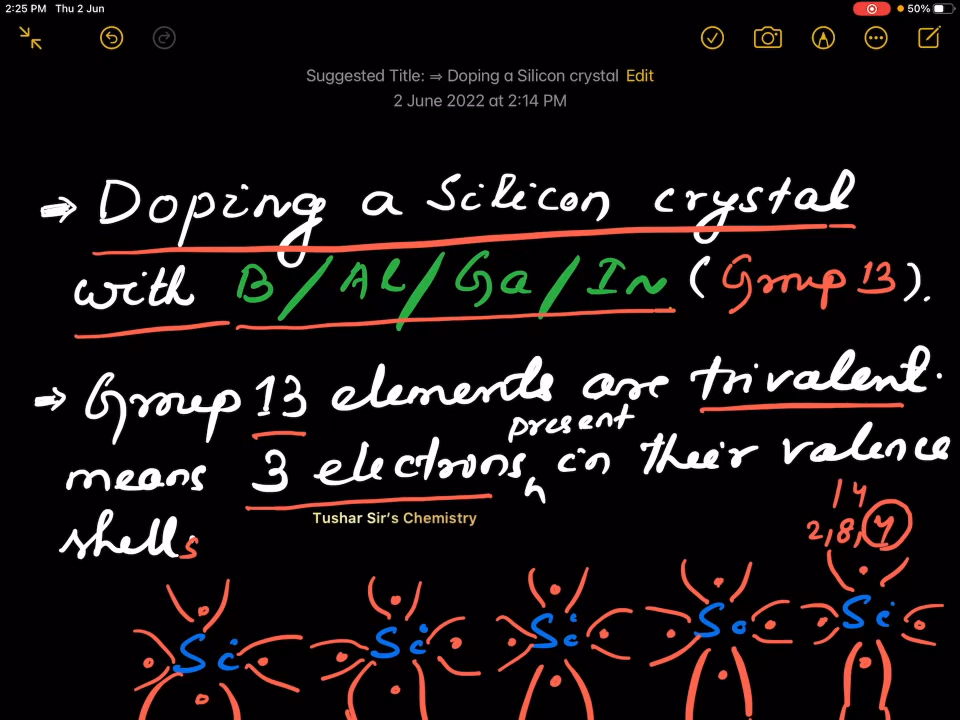 2:25 PM Thu 2 Jun 50%
Suggested Title: ⇒ Doping a Silicon crystal Edit
2 June 2022 at 2:14 PM
⇒ Doping a Silicon crystal
with B/Al/Ga/In (Group 13).
⇒ Group 13 elements are trivalent.
present
means 3 electrons, in their valence
shells
Tushar Sir's Chemistry
14
2,8,4
Si Si Si Si Si